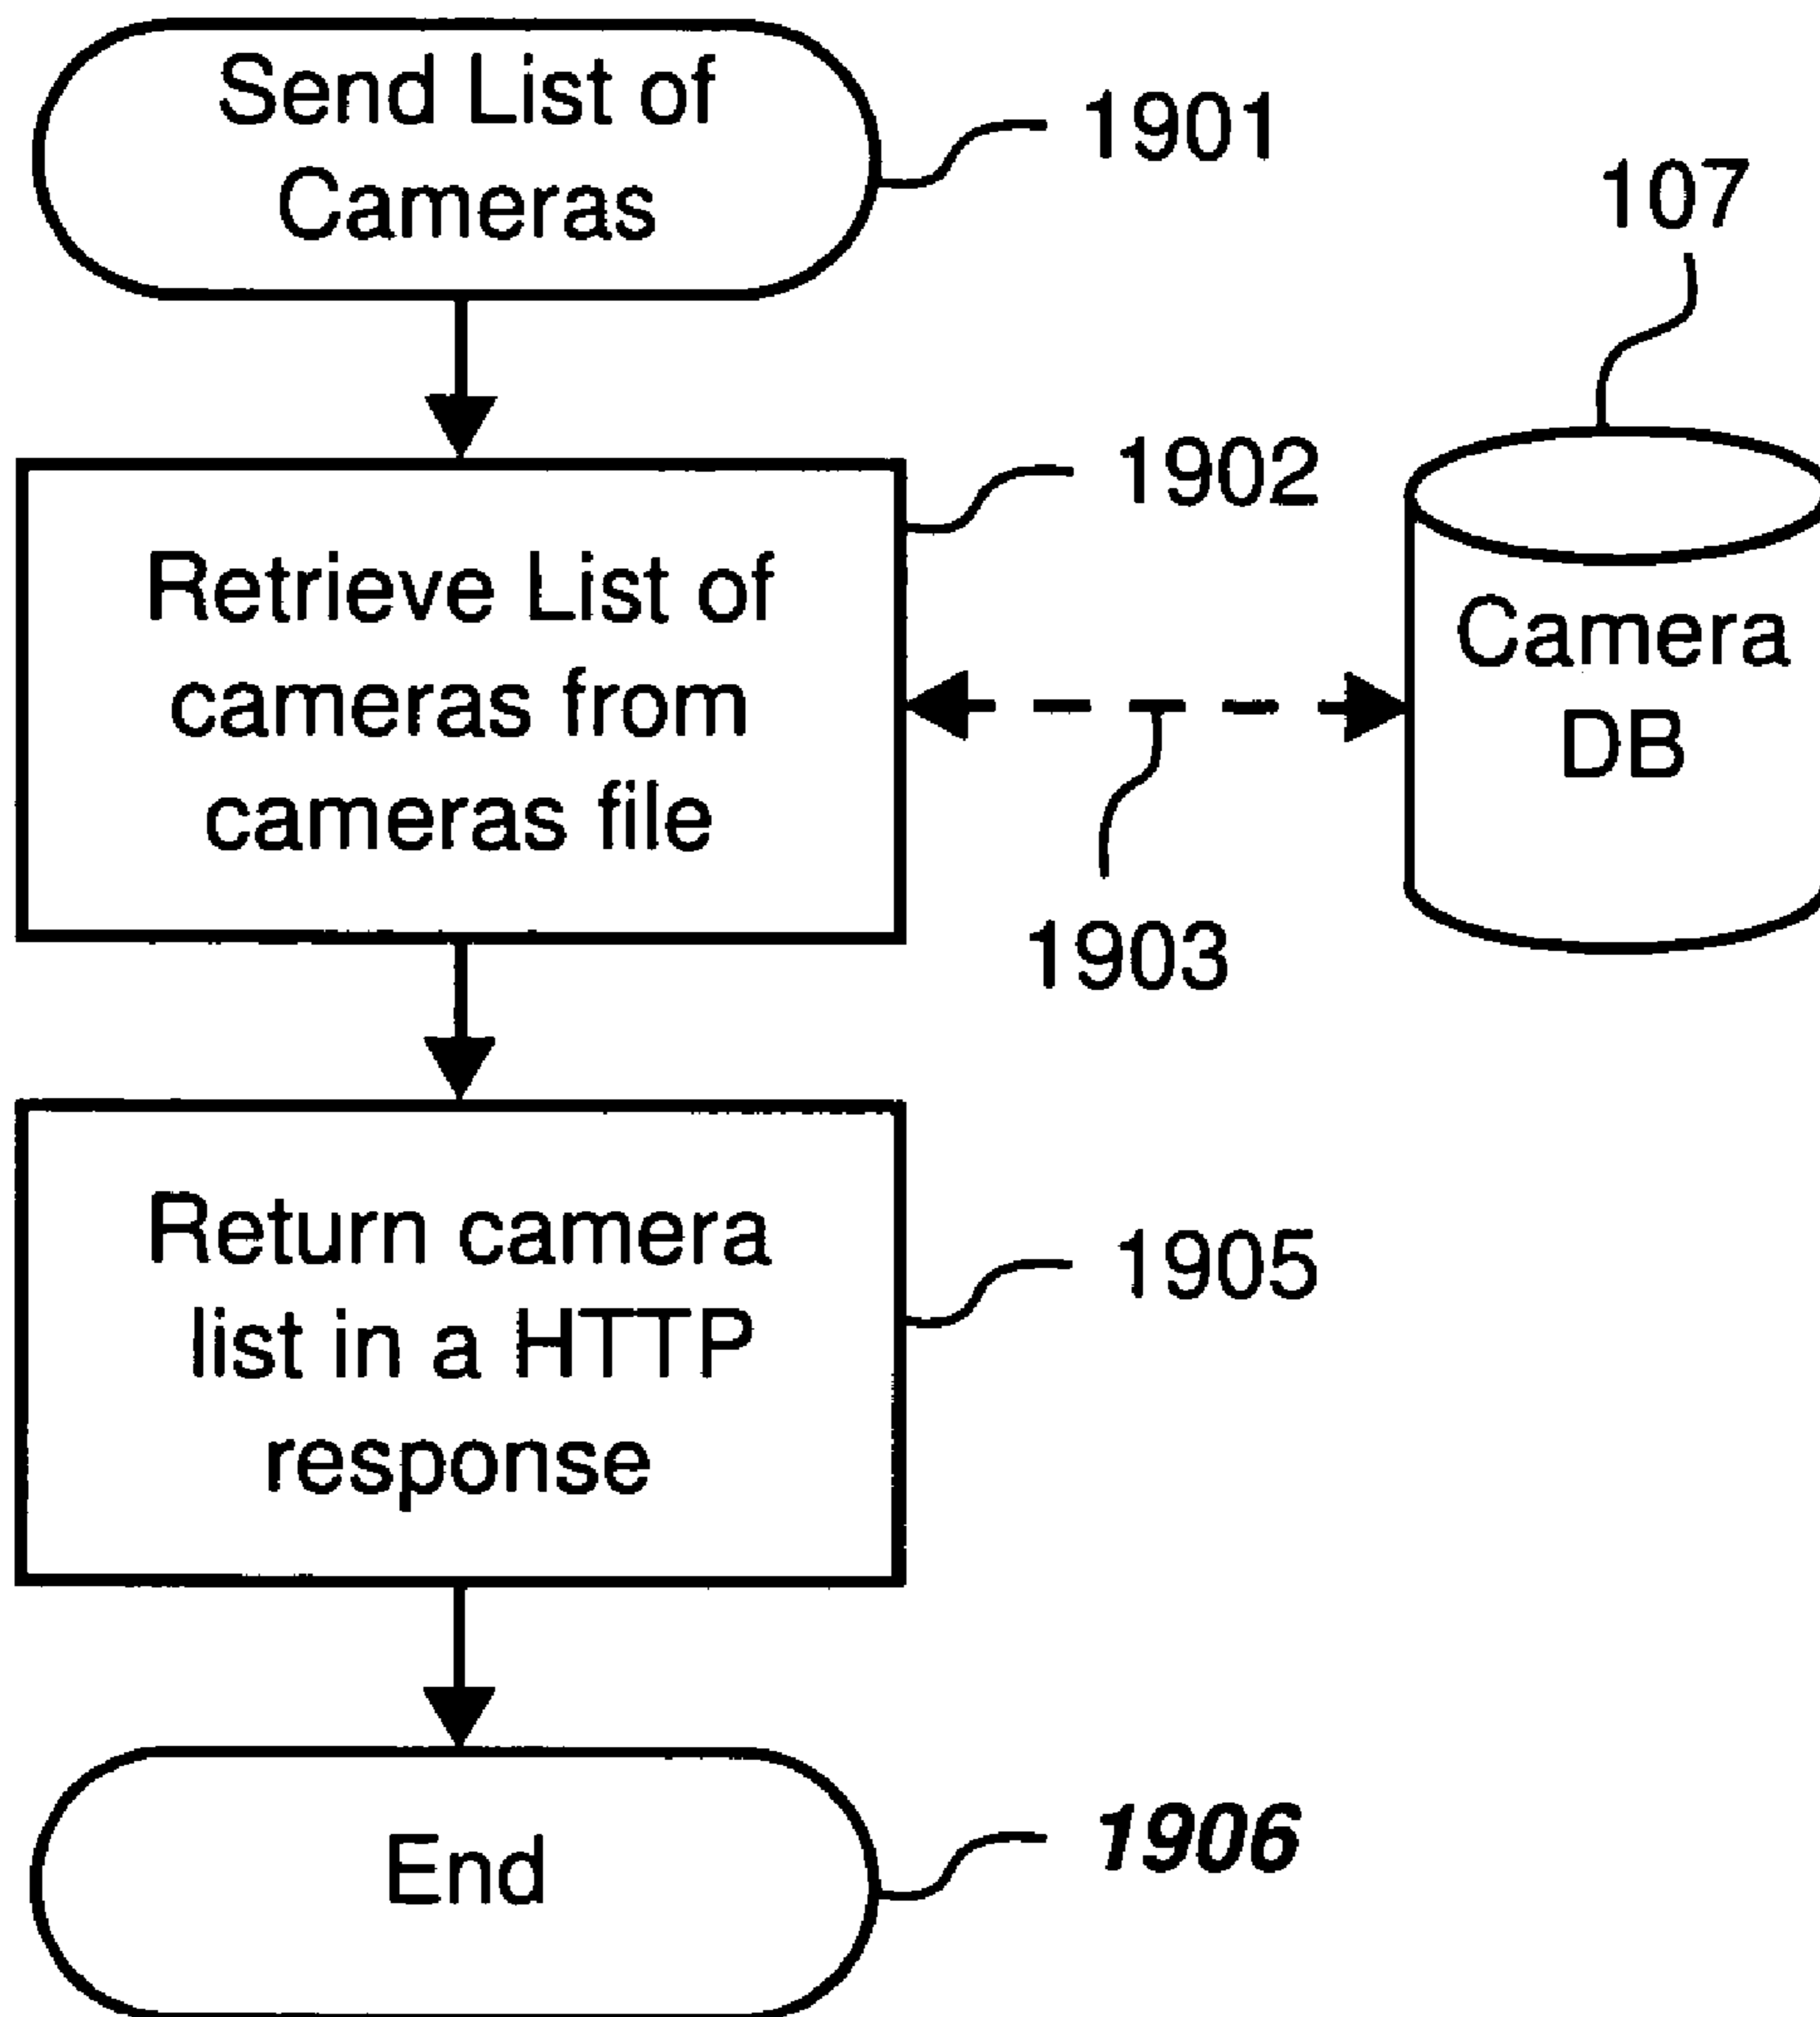 Send List of
Cameras
1901
107
Retrieve List of
cameras from
cameras file
1902
Camera
DB
1903
Return camera
list in a HTTP
response
1905
End
1906